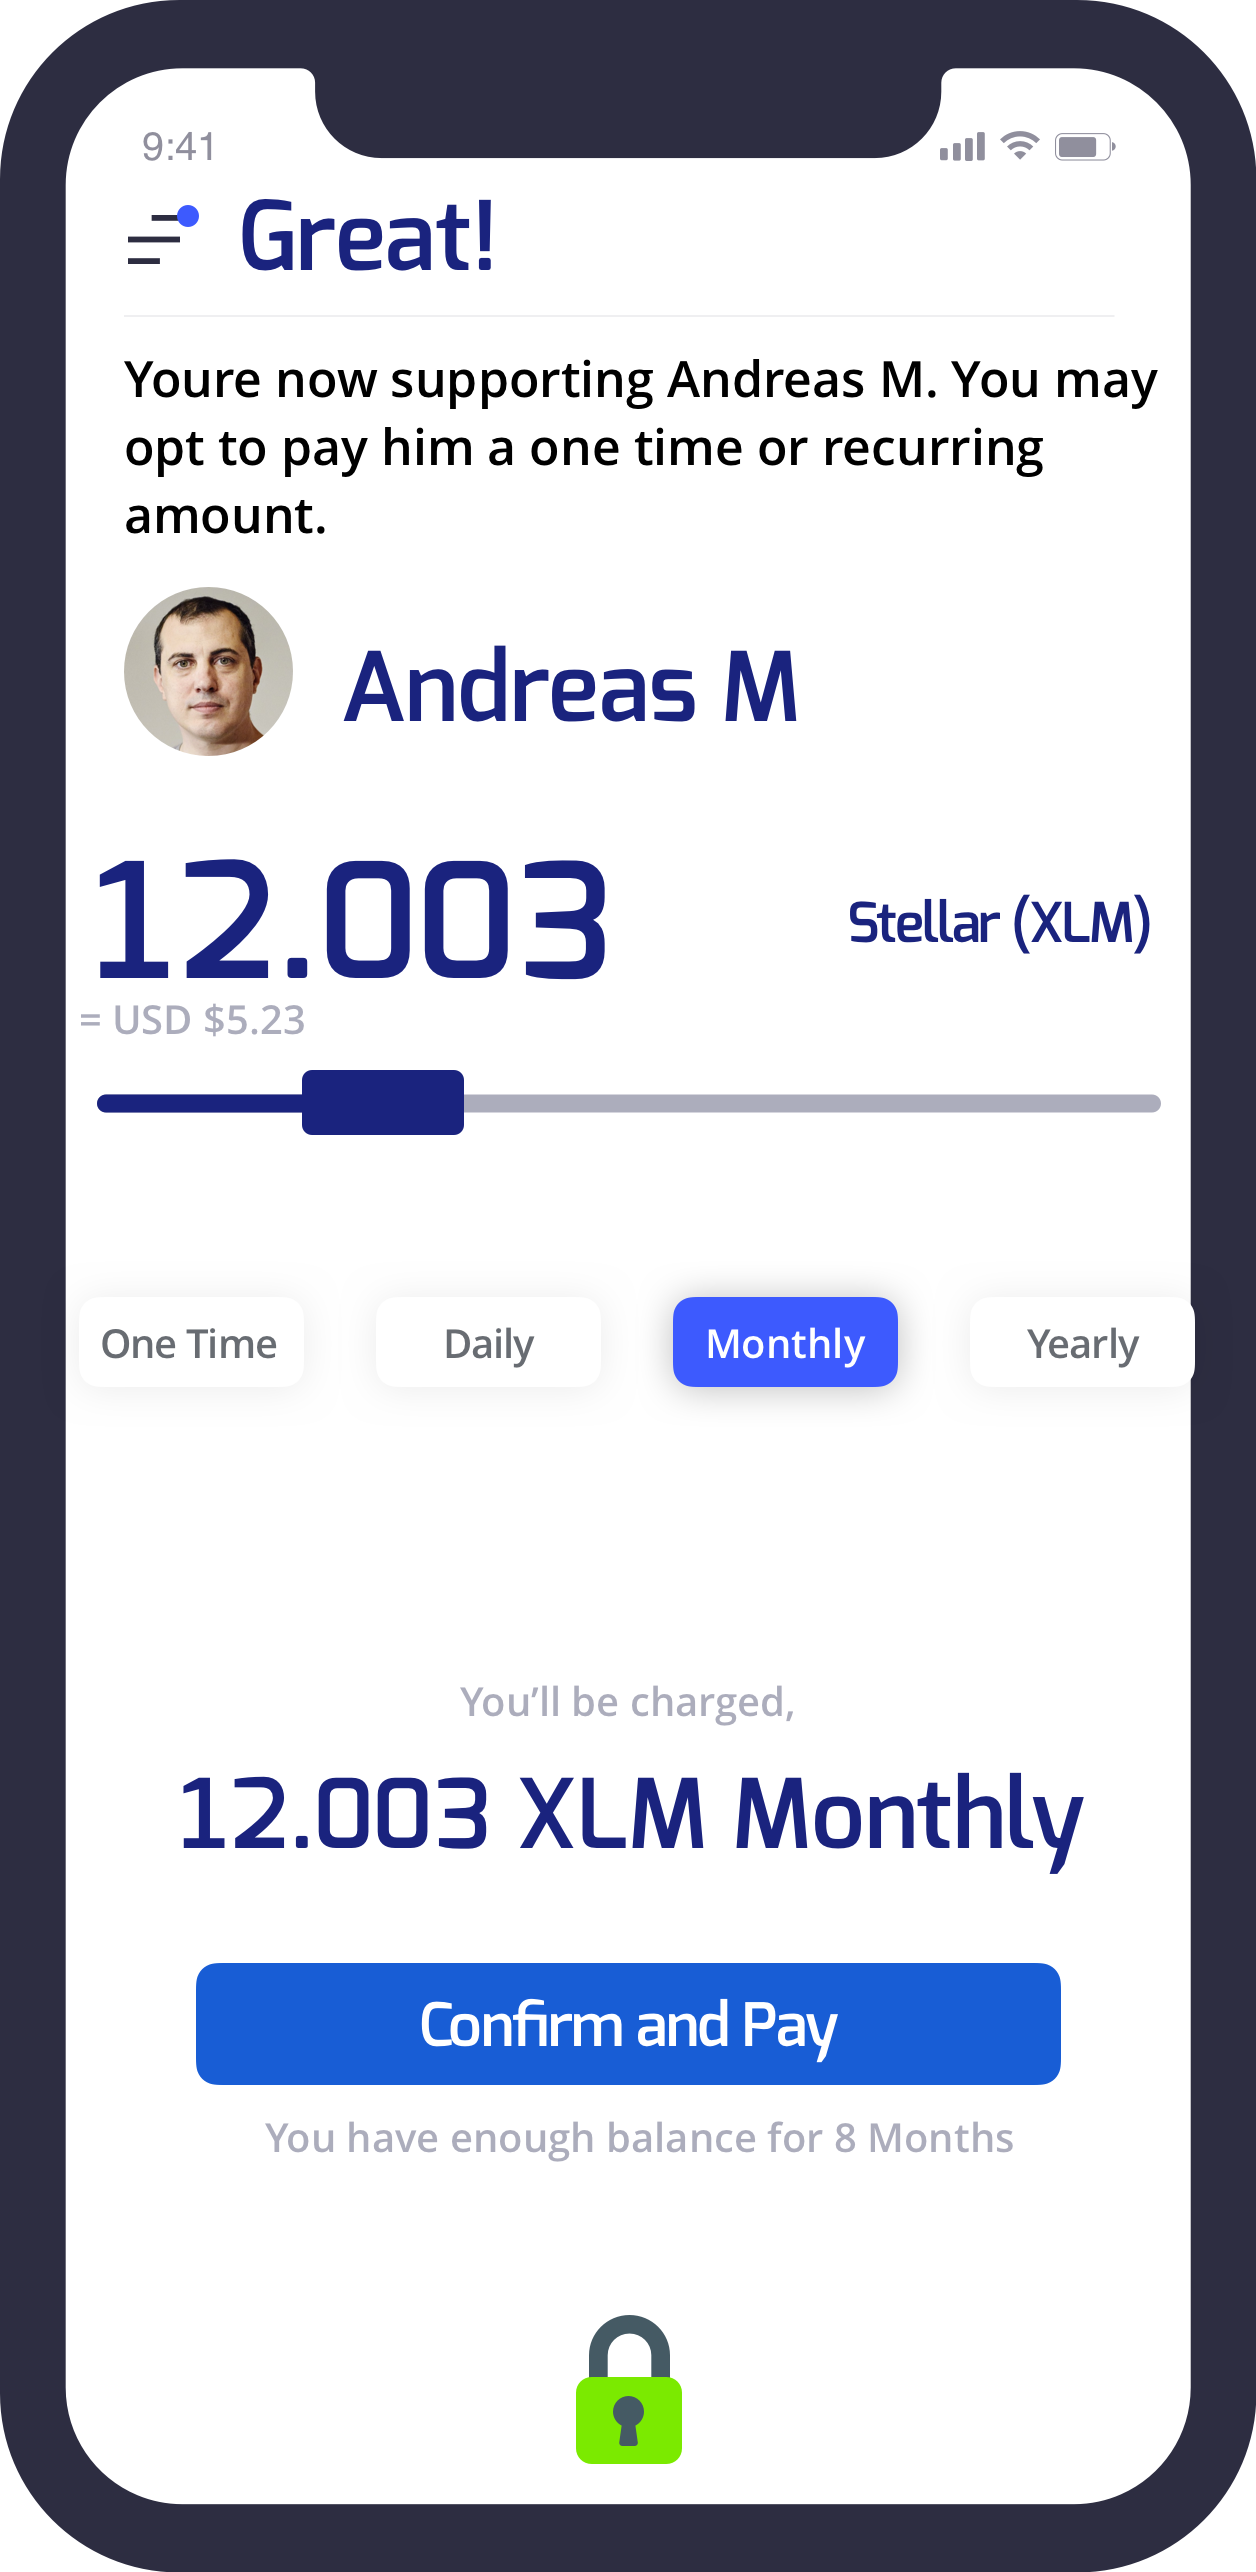 9:41
Great!
Youre now supporting Andreas M. You may
opt to pay him a one time or recurring
amount.
Andreas M
12.003
Stellar (XLM)
= USD $5.23
One Time Daily Monthly Yearly
You’ll be charged,
12.003 XLM Monthly
Confirm and Pay
You have enough balance for 8 Months